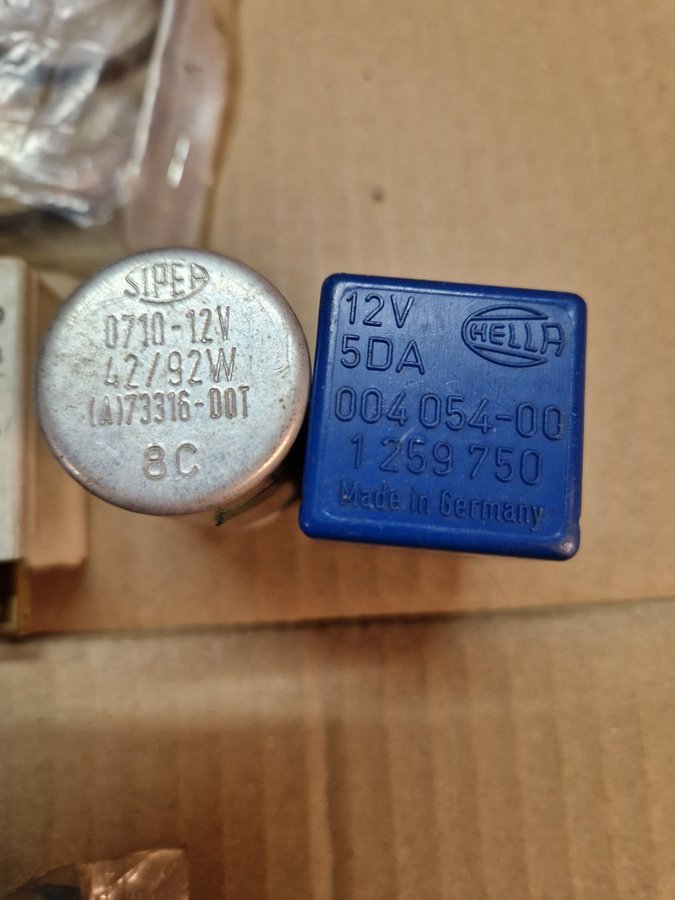 SIPEA
0710-12V
42/92W
(A)73316-00T
8C
12V
HELLA
5DA
004 054-00
1 259 750
Made in Germany